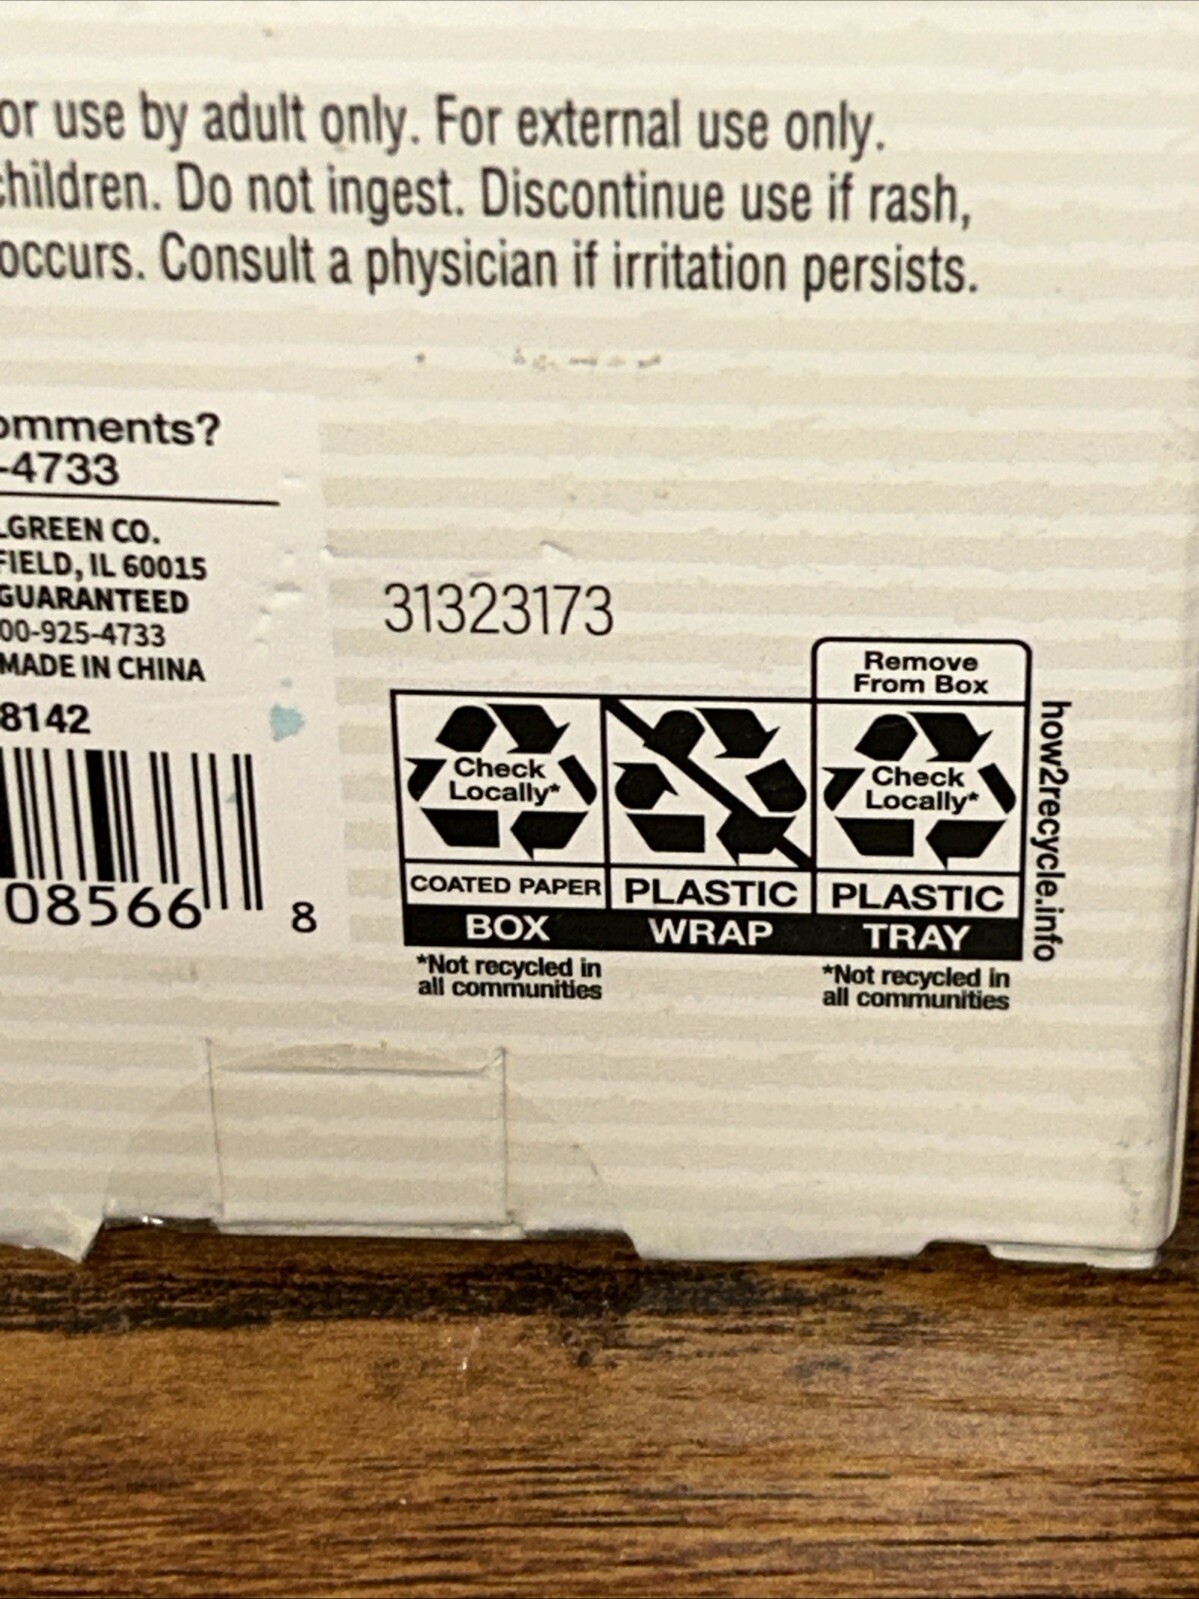 or use by adult only. For external use only.
children. Do not ingest. Discontinue use if rash,
occurs. Consult a physician if irritation persists.
omments?
-4733
LGREEN CO.
FIELD, IL 60015
GUARANTEED
00-925-4733
MADE IN CHINA
8142
08566 8
31323173
Remove
From Box
Check
Locally*
Check
Locally*
COATED PAPER
PLASTIC
PLASTIC
BOX
WRAP
TRAY
*Not recycled in
all communities
*Not recycled in
all communities
how2recycle.info